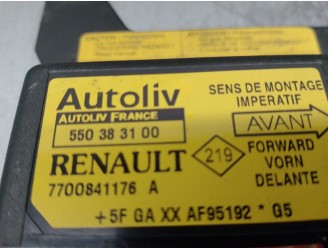 Autoliv
AUTOLIV FRANCE
550 38 31 00
RENAULT
7700841176 A
219
SENS DE MONTAGE
IMPERATIF
AVANT
FORWARD
VORN
DELANTE
+5F GA XX AF95192 * G5